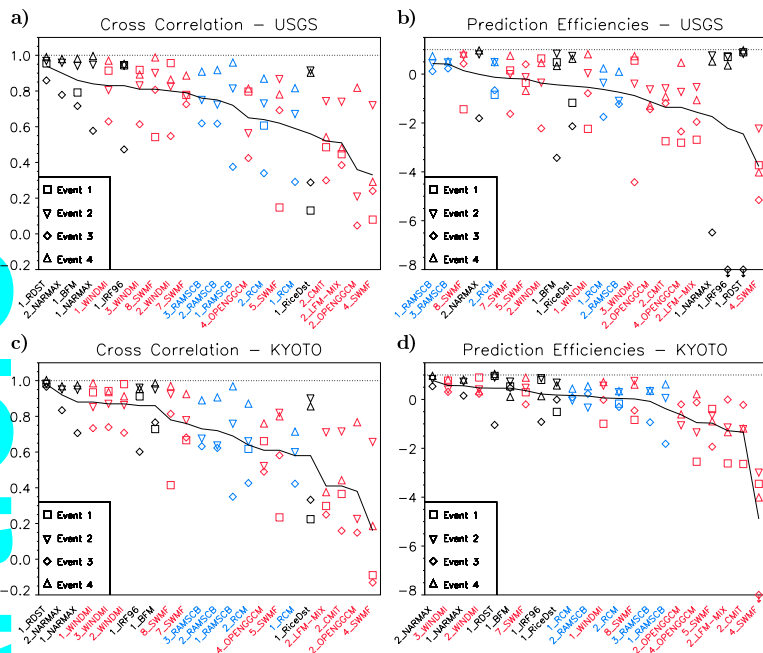 a) Cross Correlation – USGS
1.0
0.8
0.6
0.4
0.2
0.0
−0.2
Event 1
Event 2
Event 3
Event 4
1_RDST
2_NARMAX
1_BFM
1_NARMAX
1_WINDMI
1_IRF96
3_WINDMI
8_SWMF
2_WINDMI
7_SWMF
3_RAMSCB
2_RAMSCB
1_RAMSCB
2_RCM
4_OPENGGCM
5_SWMF
1_RCM
1_RiceDst
2_CMIT
2_LFM-MIX
2_OPENGGCM
4_SWMF
b) Prediction Efficiencies – USGS
0
−2
−4
−6
−8
Event 1
Event 2
Event 3
Event 4
1_RAMSCB
3_RAMSCB
8_SWMF
2_NARMAX
2_RCM
7_SWMF
5_SWMF
2_WINDMI
1_BFM
1_RiceDst
1_WINDMI
1_RCM
2_RAMSCB
3_WINDMI
2_OPENGGCM
2_CMIT
4_OPENGGCM
2_LFM-MIX
1_NARMAX
1_IRF96
1_RDST
4_SWMF
c) Cross Correlation – KYOTO
1.0
0.8
0.6
0.4
0.2
0.0
−0.2
Event 1
Event 2
Event 3
Event 4
1_RDST
2_NARMAX
1_NARMAX
1_WINDMI
3_WINDMI
2_WINDMI
1_IRF96
1_BFM
8_SWMF
7_SWMF
3_RAMSCB
2_RAMSCB
1_RAMSCB
2_RCM
4_OPENGGCM
5_SWMF
1_RCM
1_RiceDst
2_LFM-MIX
2_CMIT
2_OPENGGCM
4_SWMF
d) Prediction Efficiencies – KYOTO
0
−2
−4
−6
−8
Event 1
Event 2
Event 3
Event 4
2_NARMAX
3_WINDMI
1_NARMAX
2_WINDMI
1_RDST
1_BFM
7_SWMF
1_IRF96
1_RiceDst
1_RCM
2_RAMSCB
1_WINDMI
2_RCM
8_SWMF
3_RAMSCB
1_RAMSCB
2_OPENGGCM
4_OPENGGCM
5_SWMF
2_LFM-MIX
2_CMIT
4_SWMF